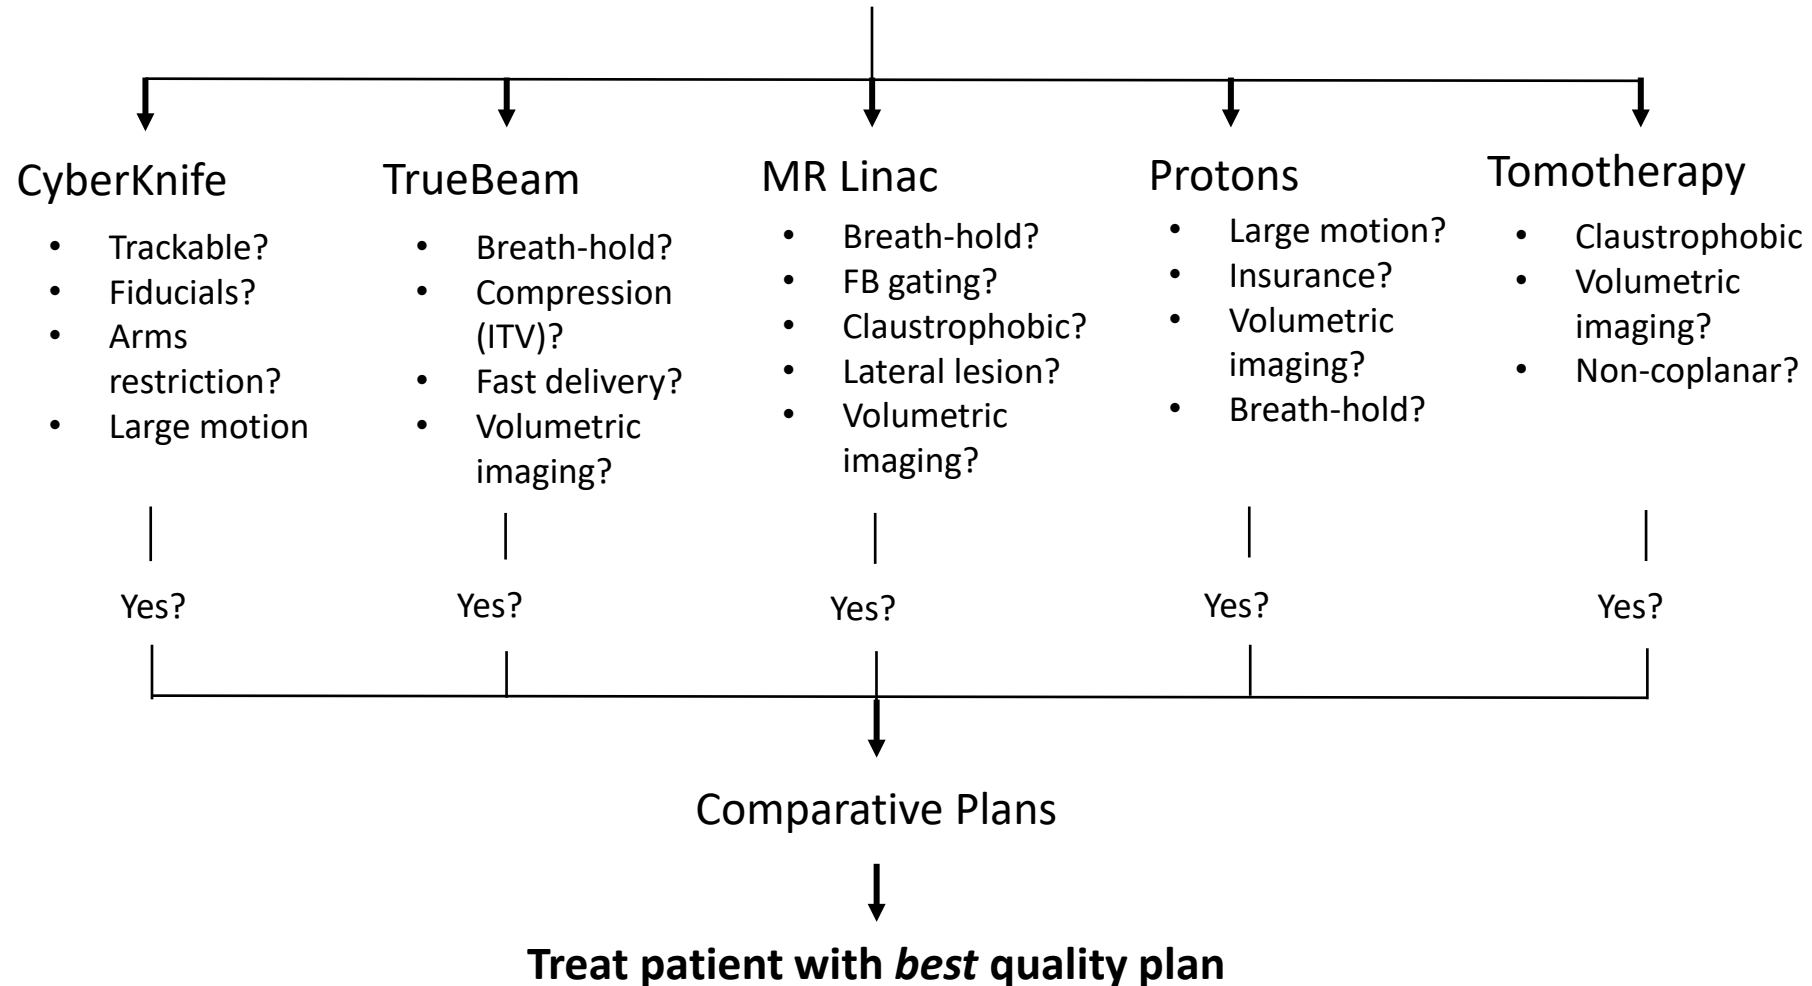 CyberKnife
• Trackable?
• Fiducials?
• Arms
restriction?
• Large motion
Yes?
TrueBeam
• Breath-hold?
• Compression
(ITV)?
• Fast delivery?
• Volumetric
imaging?
Yes?
MR Linac
• Breath-hold?
• FB gating?
• Claustrophobic?
• Lateral lesion?
• Volumetric
imaging?
Yes?
Protons
• Large motion?
• Insurance?
• Volumetric
imaging?
• Breath-hold?
Yes?
Tomotherapy
• Claustrophobic
• Volumetric
imaging?
• Non-coplanar?
Yes?
Comparative Plans
Treat patient with best quality plan